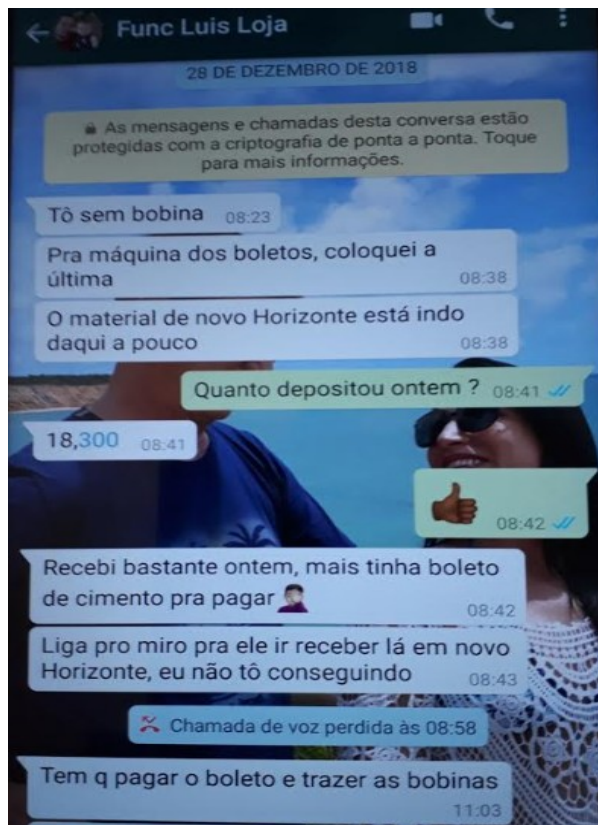 Func Luis Loja
28 DE DEZEMBRO DE 2018
As mensagens e chamadas desta conversa estão
protegidas com a criptografia de ponta a ponta. Toque
para mais informações.
Tô sem bobina 08:23
Pra máquina dos boletos, coloquei a
última 08:38
O material de novo Horizonte está indo
daqui a pouco 08:38
Quanto depositou ontem ? 08:41
18,300 08:41
08:42
Recebi bastante ontem, mais tinha boleto
de cimento pra pagar 08:42
Liga pro miro pra ele ir receber lá em novo
Horizonte, eu não tô conseguindo 08:43
Chamada de voz perdida às 08:58
Tem q pagar o boleto e trazer as bobinas
11:03